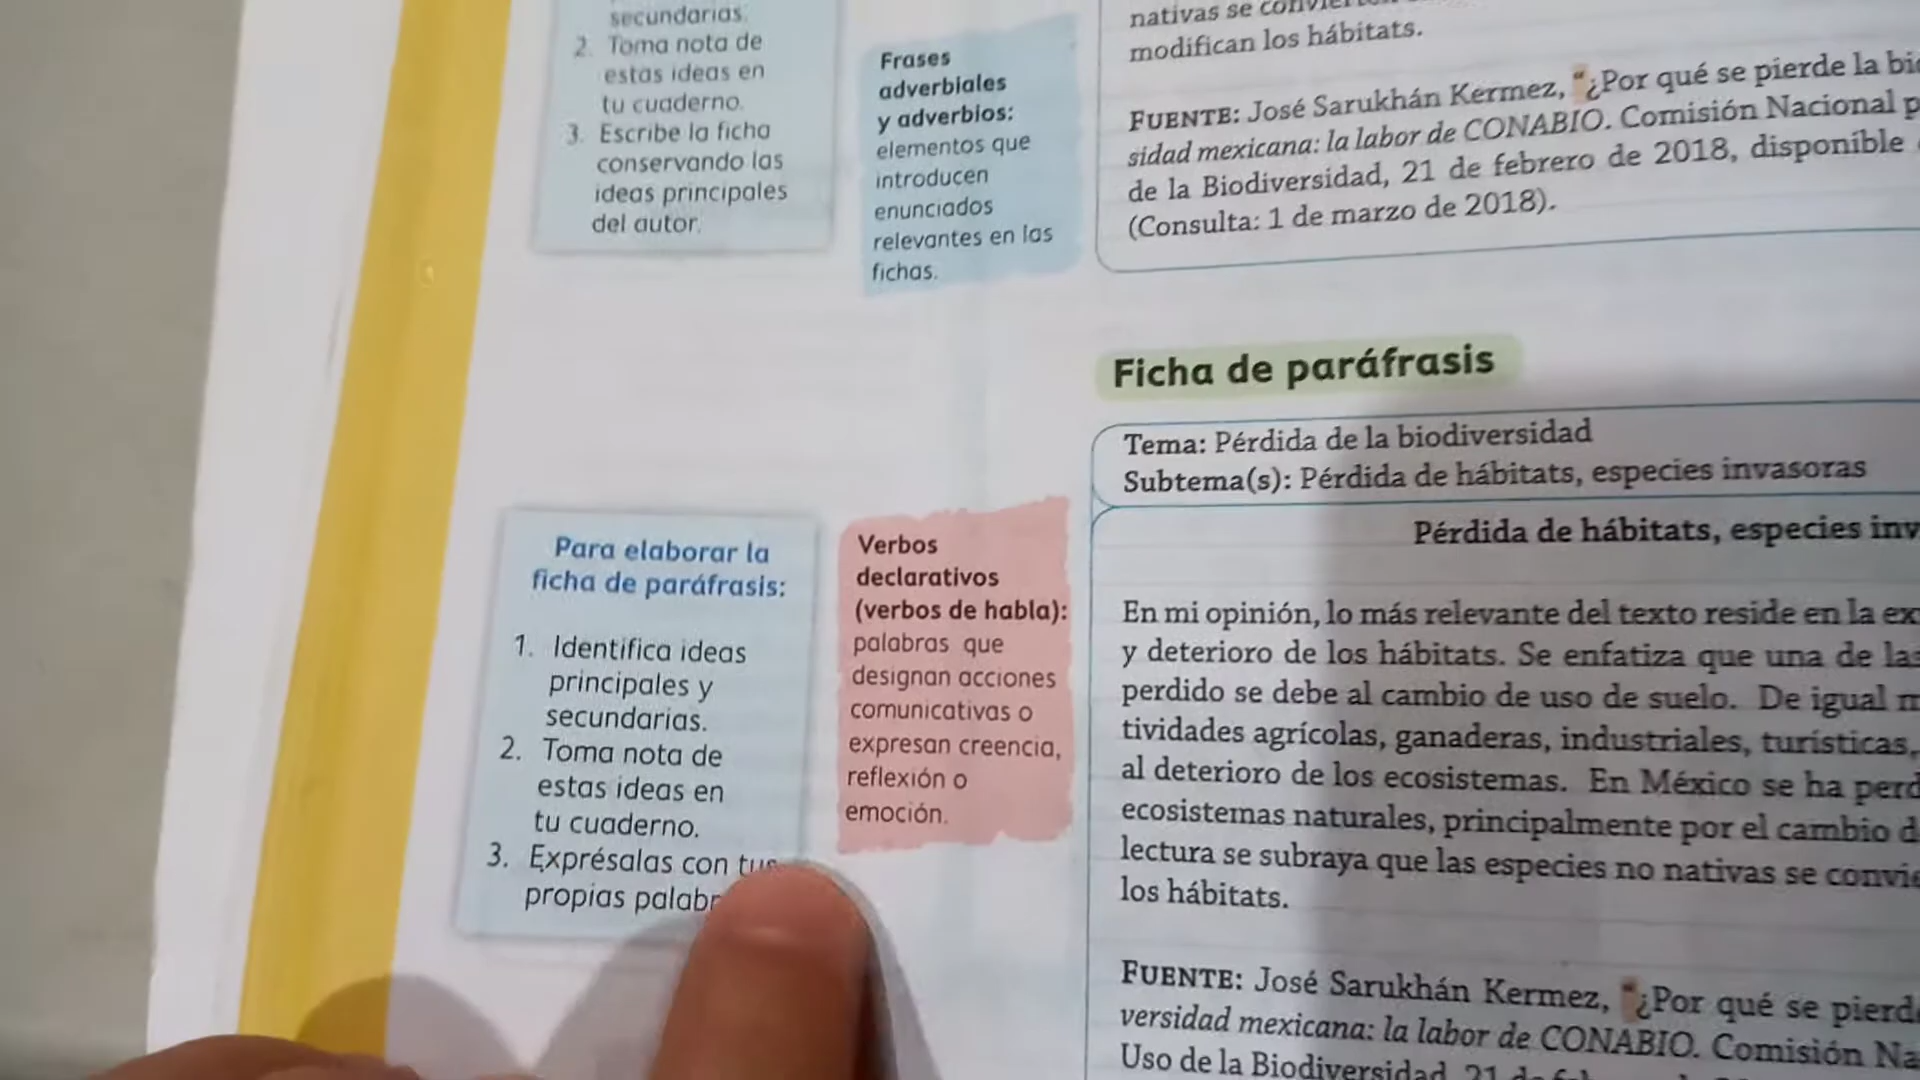 secundarias.
2. Toma nota de
estas ideas en
tu cuaderno.
3. Escribe la ficha
conservando las
ideas principales
del autor.
Frases
adverbiales
y adverbios:
elementos que
introducen
enunciados
relevantes en las
fichas.
nativas se
modifican los hábitats.
FUENTE: José Sarukhán Kermez, “¿Por qué se pierde la
sidad mexicana: la labor de CONABIO. Comisión Nacional
de la Biodiversidad, 21 de febrero de 2018, disponible
(Consulta: 1 de marzo de 2018).
Ficha de paráfrasis
Tema: Pérdida de la biodiversidad
Subtema(s): Pérdida de hábitats, especies invasoras
Para elaborar la
ficha de paráfrasis:
1. Identifica ideas
principales y
secundarias.
2. Toma nota de
estas ideas en
tu cuaderno.
3. Exprésalas con tus
propias
Verbos
declarativos
(verbos de habla):
palabras que
designan acciones
comunicativas o
expresan creencia,
reflexión o
emoción.
Pérdida de hábitats, especies
En mi opinión, lo más relevante del texto reside en la
y deterioro de los hábitats. Se enfatiza que una de las
perdido se debe al cambio de uso de suelo. De igual
tividades agrícolas, ganaderas, industriales, turísticas,
al deterioro de los ecosistemas. En México se ha
ecosistemas naturales, principalmente por el cambio
lectura se subraya que las especies no nativas se
los hábitats.
FUENTE: José Sarukhán Kermez, “¿Por qué se
versidad mexicana: la labor de CONABIO. Comisión
Uso de la Biodiversidad, 21